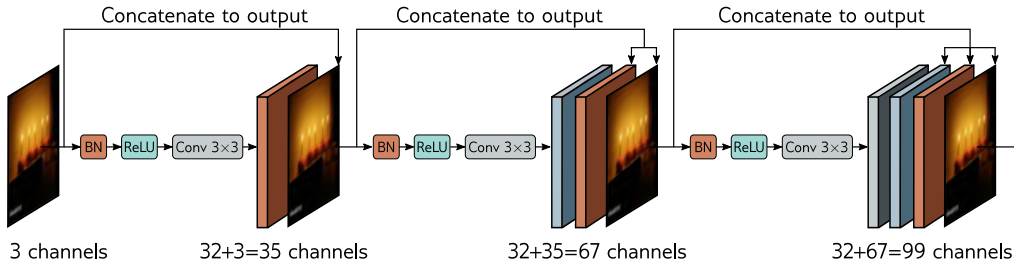 Concatenate to output
Concatenate to output
Concatenate to output
BN
ReLU
Conv 3×3
BN
ReLU
Conv 3×3
BN
ReLU
Conv 3×3
3 channels
32+3=35 channels
32+35=67 channels
32+67=99 channels